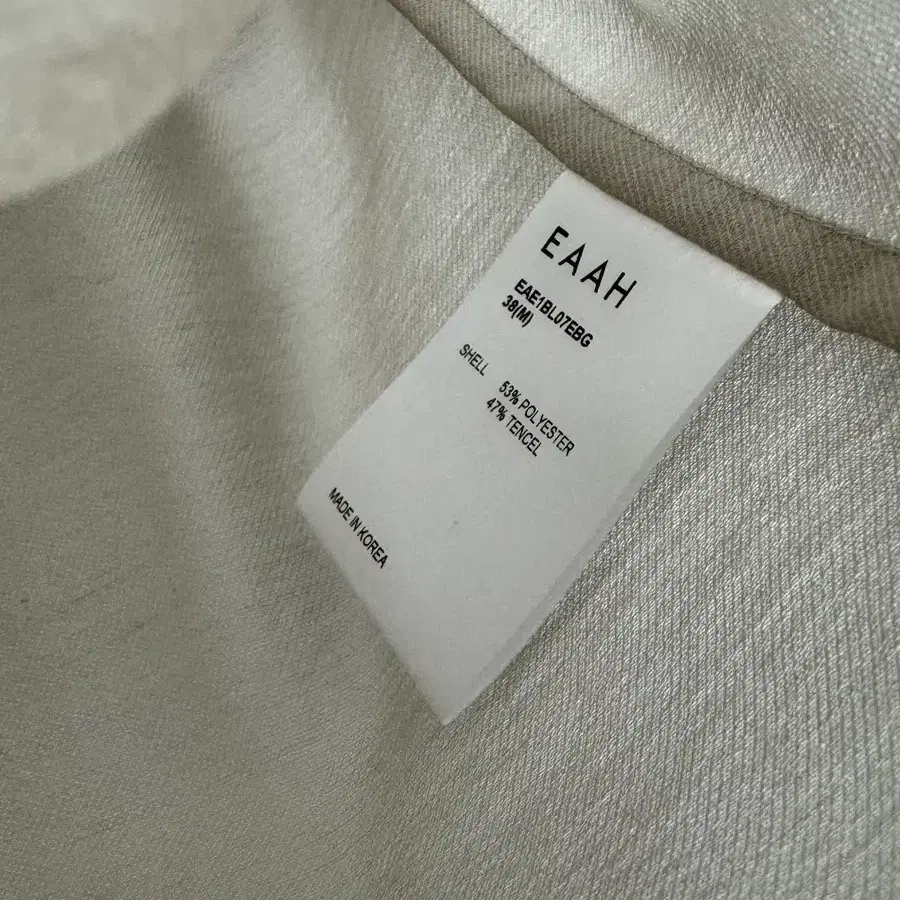 EAAH
EAE1BL07EBG
38(M)
SHELL 53% POLYESTER
47% TENCEL
MADE IN KOREA